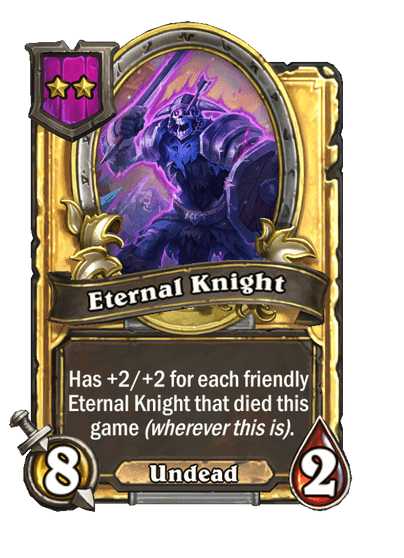 Eternal Knight
Has +2/+2 for each friendly
Eternal Knight that died this
game (wherever this is).
8
Undead
2